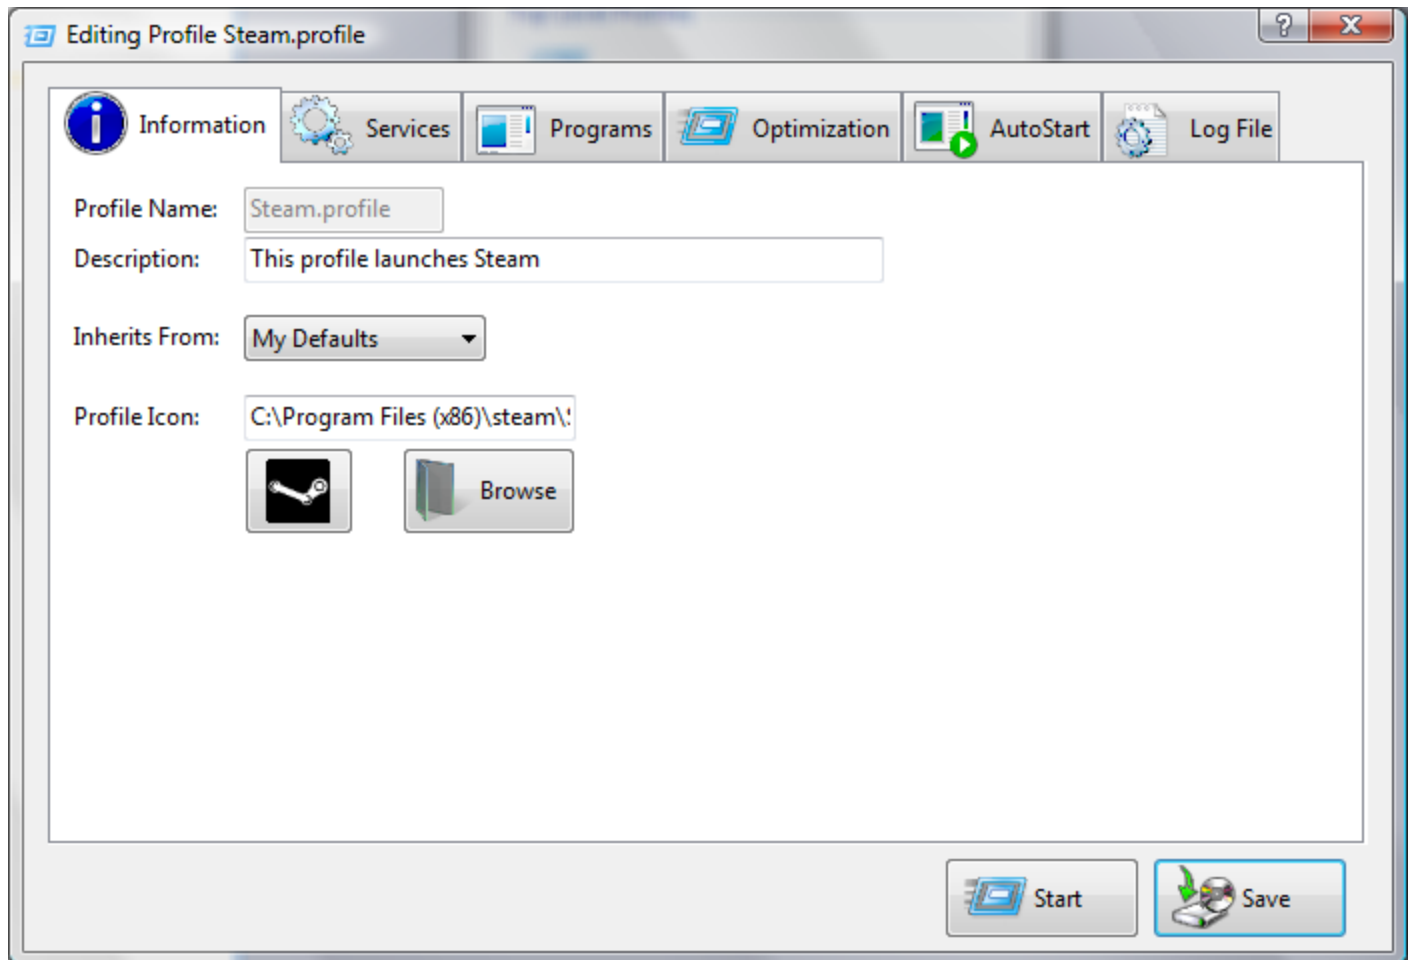 Editing Profile Steam.profile
Information
Services
Programs
Optimization
AutoStart
Log File
Profile Name: Steam.profile
Description: This profile launches Steam
Inherits From: My Defaults
Profile Icon: C:\Program Files (x86)\steam\
Browse
Start
Save